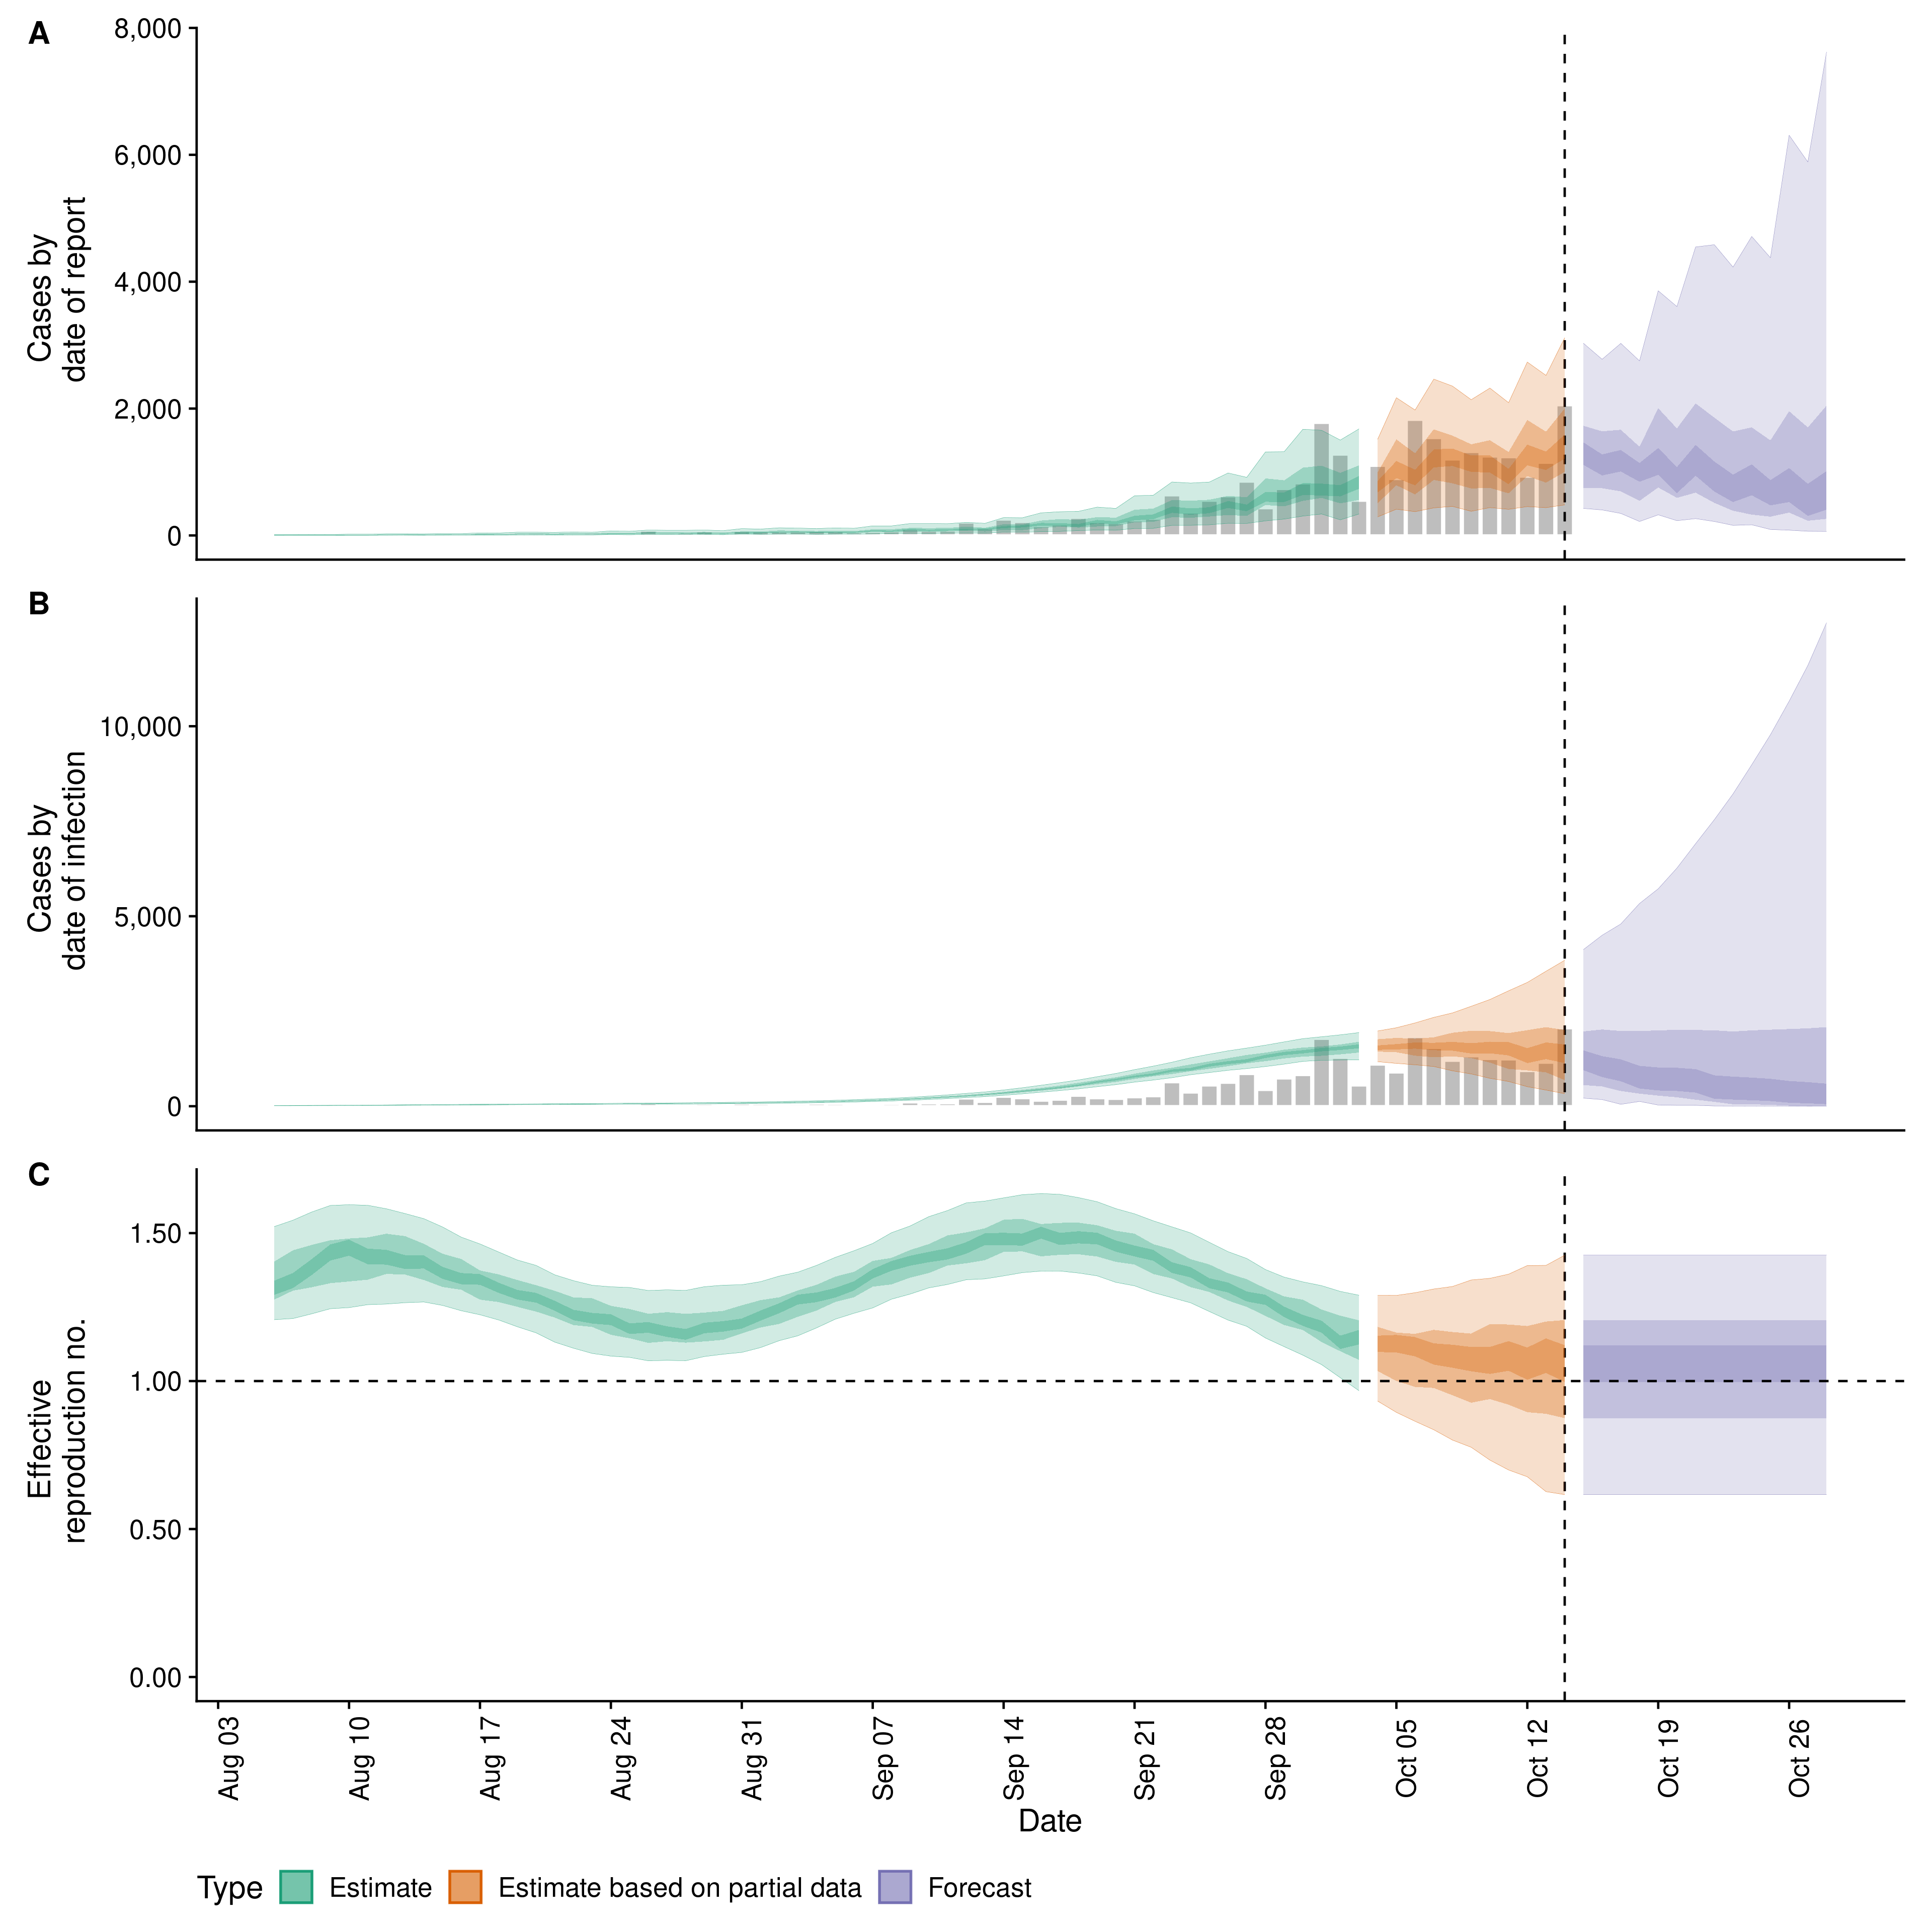 A
8,000
6,000
4,000
2,000
0
Cases by
date of report
B
10,000
5,000
0
Cases by
date of infection
C
1.50
1.00
0.50
0.00
Effective
reproduction no.
Aug 03
Aug 10
Aug 17
Aug 24
Aug 31
Sep 07
Sep 14
Sep 21
Sep 28
Oct 05
Oct 12
Oct 19
Oct 26
Date
Type Estimate Estimate based on partial data Forecast